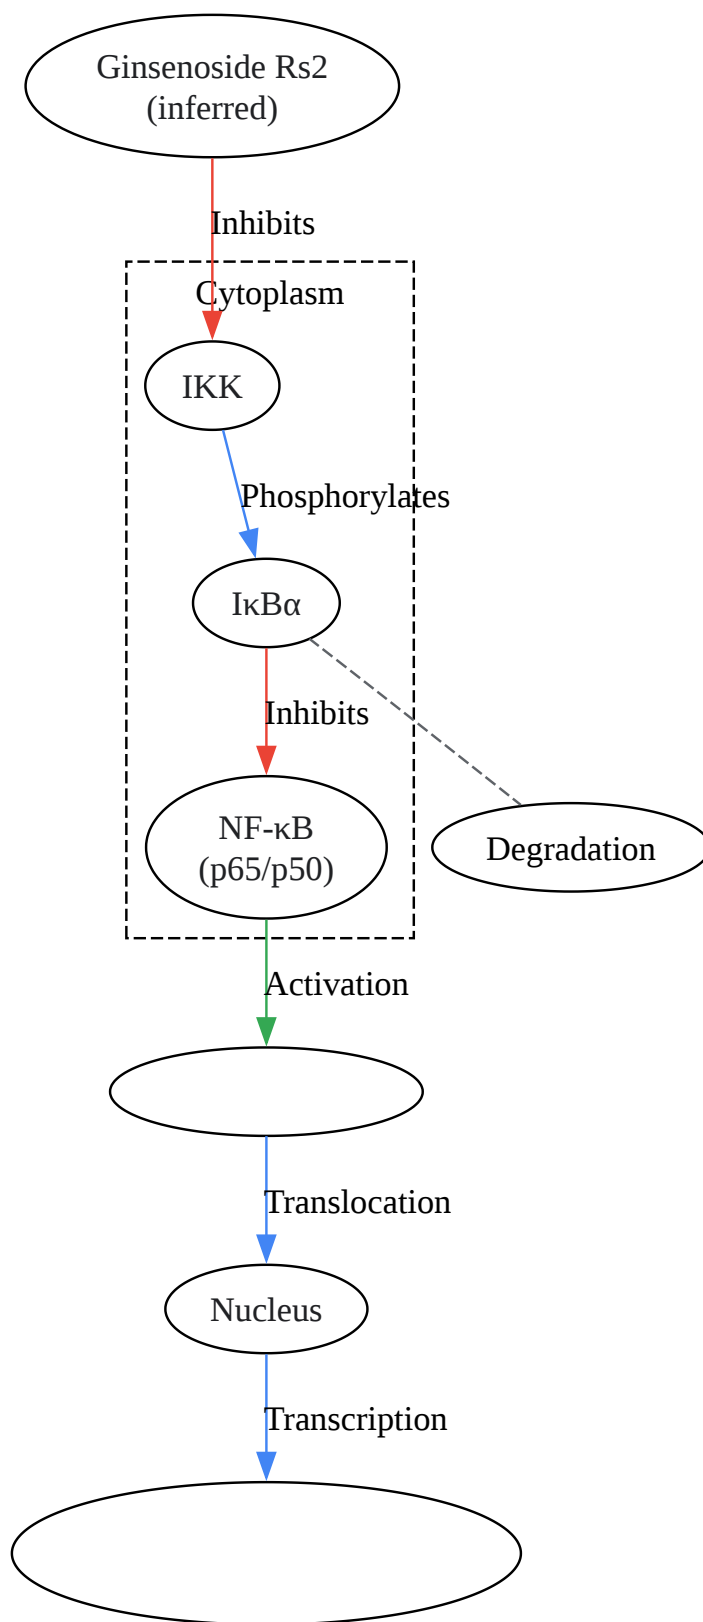 Ginsenoside Rs2
(inferred)
Inhibits
Cytoplasm
IKK
Phosphorylates
IκBα
Inhibits
NF-κB
(p65/p50)
Degradation
Activation
Translocation
Nucleus
Transcription